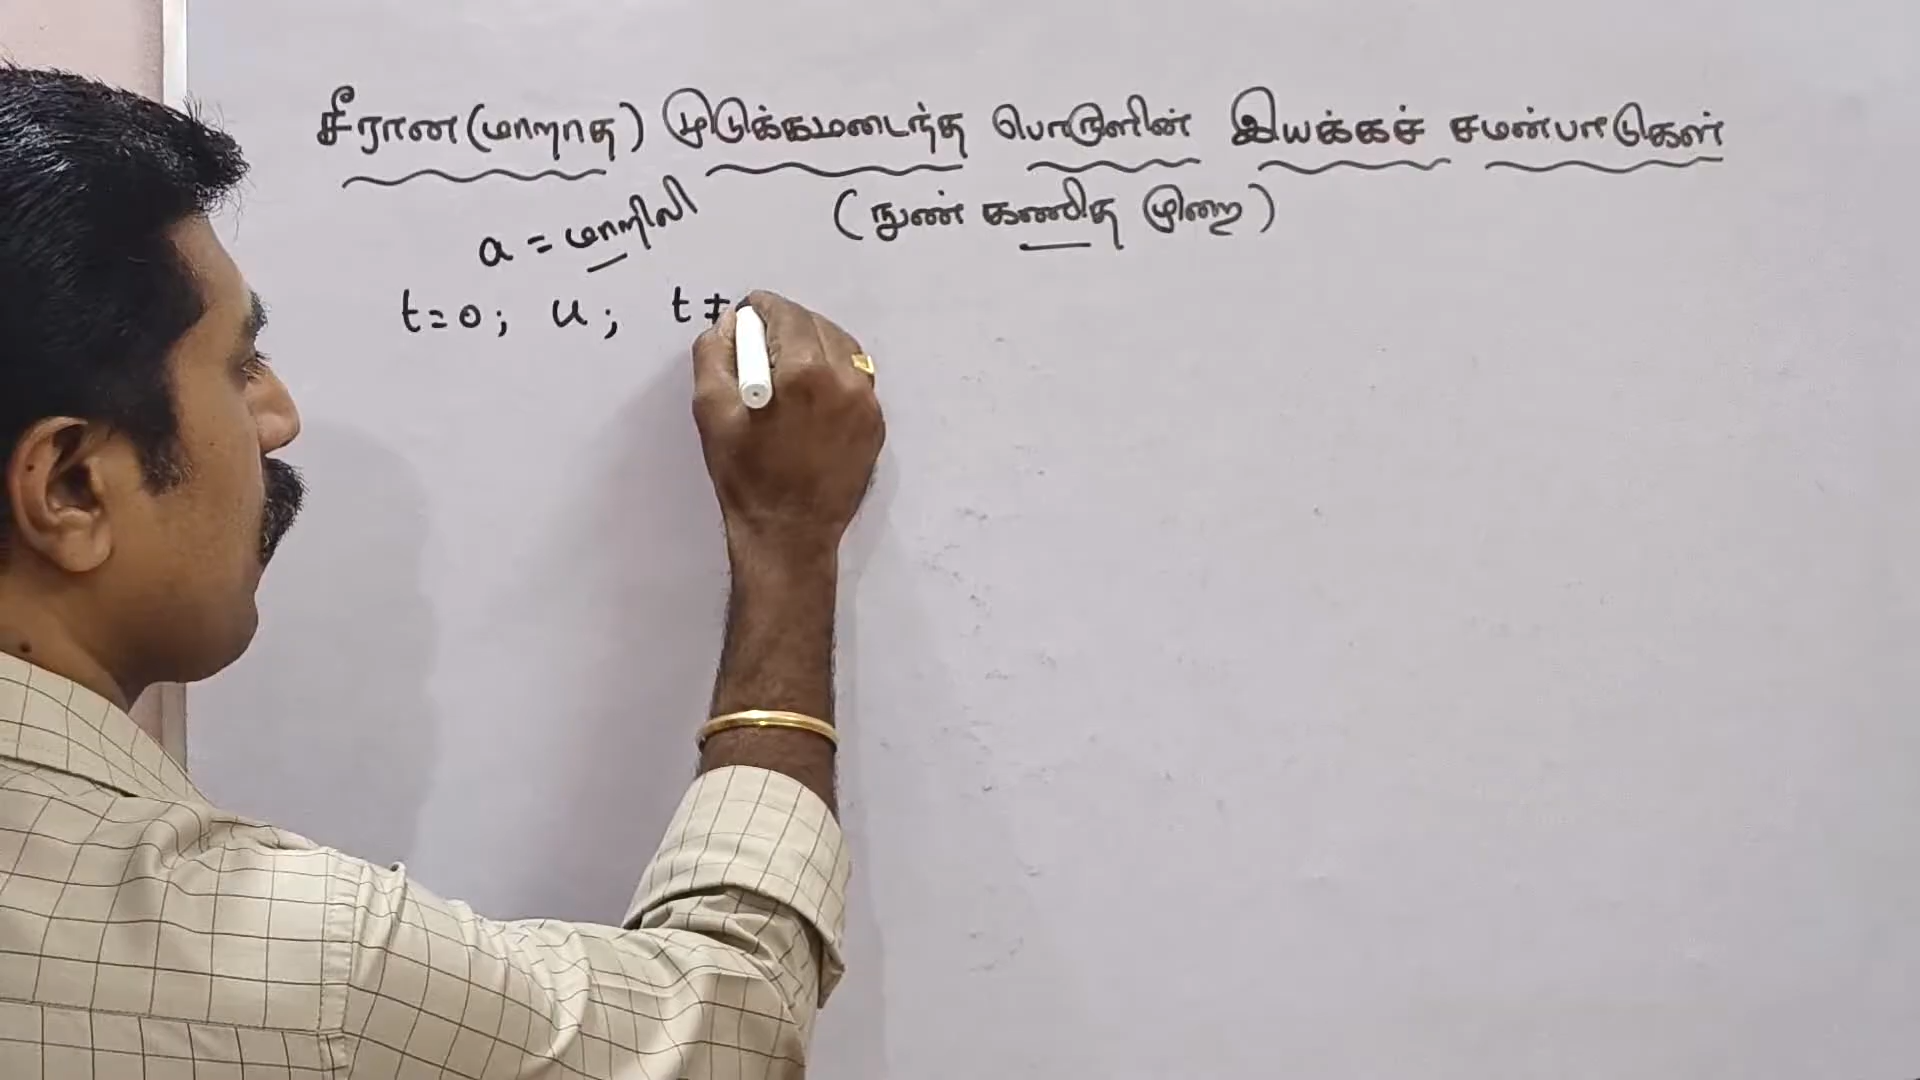 சீரான (மாறாத) முடுக்கமடைந்த பொருளின் இயக்கச் சமன்பாடுகள்
(நுண் கணித முறை)
a = மாறிலி
t=0; u; t ≠